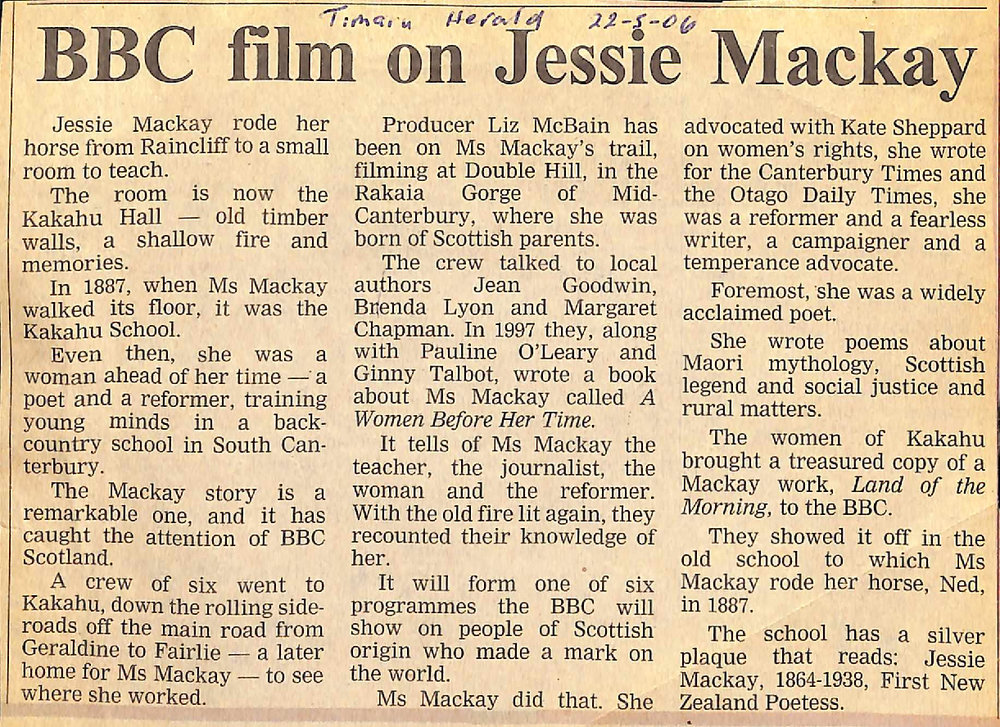 Timaru Herald 22-5-06
BBC film on Jessie Mackay
Jessie Mackay rode her
horse from Raincliff to a small
room to teach.
The room is now the
Kakahu Hall — old timber
walls, a shallow fire and
memories.
In 1887, when Ms Mackay
walked its floor, it was the
Kakahu School.
Even then, she was a
woman ahead of her time — a
poet and a reformer, training
young minds in a back-
country school in South Can-
terbury.
The Mackay story is a
remarkable one, and it has
caught the attention of BBC
Scotland.
A crew of six went to
Kakahu, down the rolling side-
roads off the main road from
Geraldine to Fairlie — a later
home for Ms Mackay — to see
where she worked.
Producer Liz McBain has
been on Ms Mackay's trail,
filming at Double Hill, in the
Rakaia Gorge of Mid-
Canterbury, where she was
born of Scottish parents.
The crew talked to local
authors Jean Goodwin,
Brenda Lyon and Margaret
Chapman. In 1997 they, along
with Pauline O'Leary and
Ginny Talbot, wrote a book
about Ms Mackay called A
Women Before Her Time.
It tells of Ms Mackay the
teacher, the journalist, the
woman and the reformer.
With the old fire lit again, they
recounted their knowledge of
her.
It will form one of six
programmes the BBC will
show on people of Scottish
origin who made a mark on
the world.
Ms Mackay did that. She
advocated with Kate Sheppard
on women's rights, she wrote
for the Canterbury Times and
the Otago Daily Times, she
was a reformer and a fearless
writer, a campaigner and a
temperance advocate.
Foremost, she was a widely
acclaimed poet.
She wrote poems about
Maori mythology, Scottish
legend and social justice and
rural matters.
The women of Kakahu
brought a treasured copy of a
Mackay work, Land of the
Morning, to the BBC.
They showed it off in the
old school to which Ms
Mackay rode her horse, Ned,
in 1887.
The school has a silver
plaque that reads: Jessie
Mackay, 1864-1938, First New
Zealand Poetess.